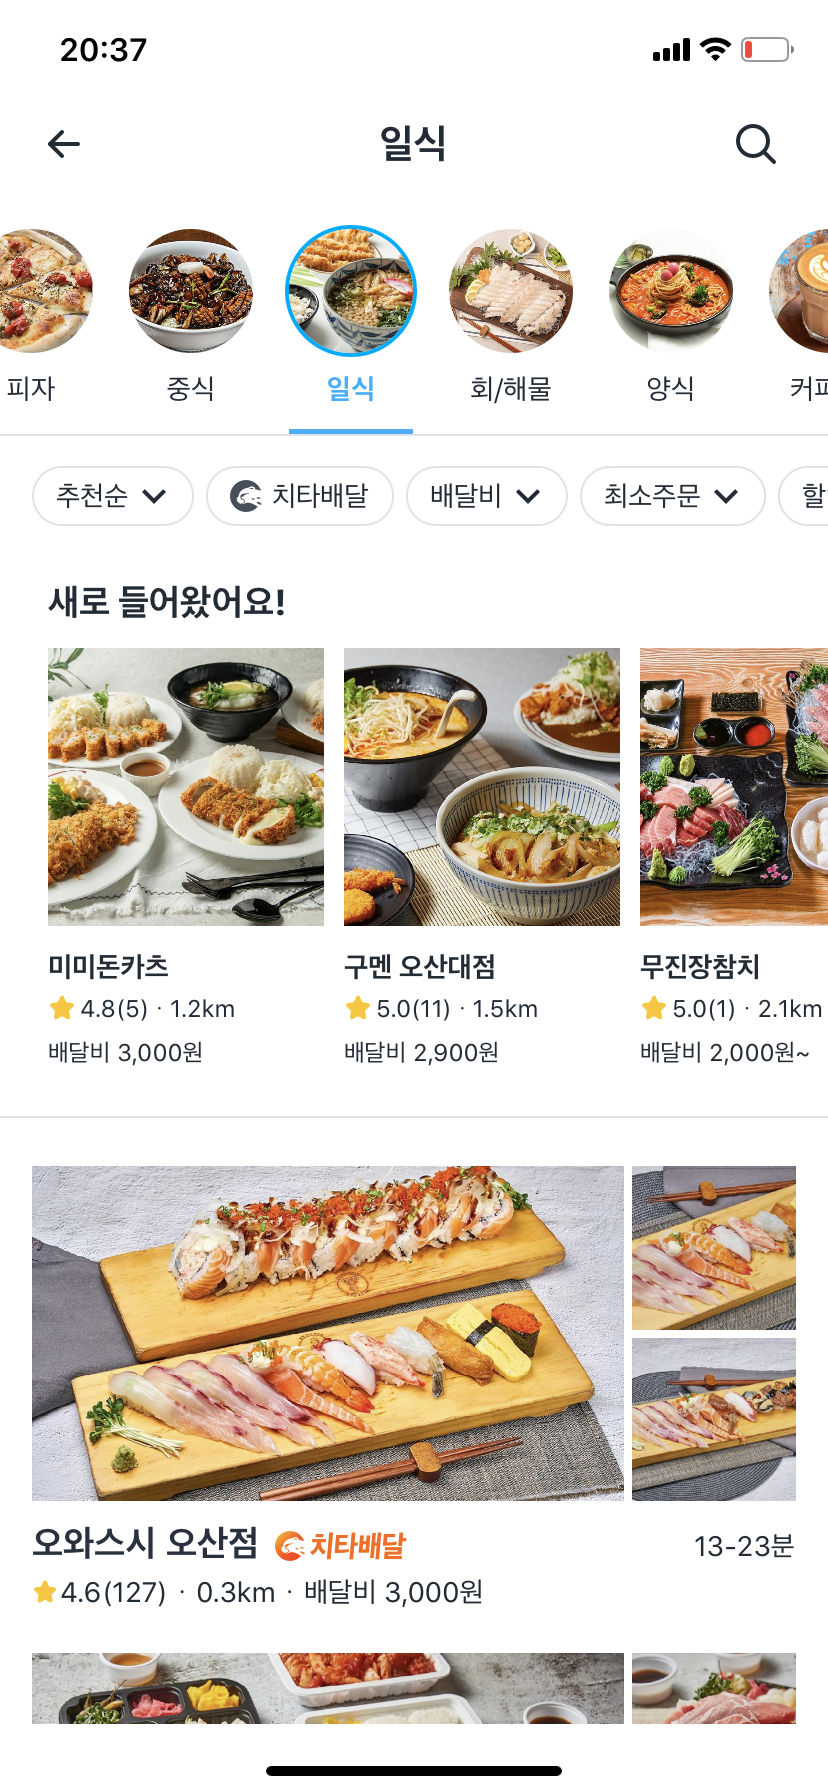 20:37
일식
피자 중식 일식 회/해물 양식 커피
추천순 치타배달 배달비 최소주문 할
새로 들어왔어요!
미미돈카츠 구멘 오산대점 무진장참치
4.8(5) · 1.2km 5.0(11) · 1.5km 5.0(1) · 2.1km
배달비 3,000원 배달비 2,900원 배달비 2,000원~
오와스시 오산점 치타배달 13-23분
4.6(127) · 0.3km · 배달비 3,000원